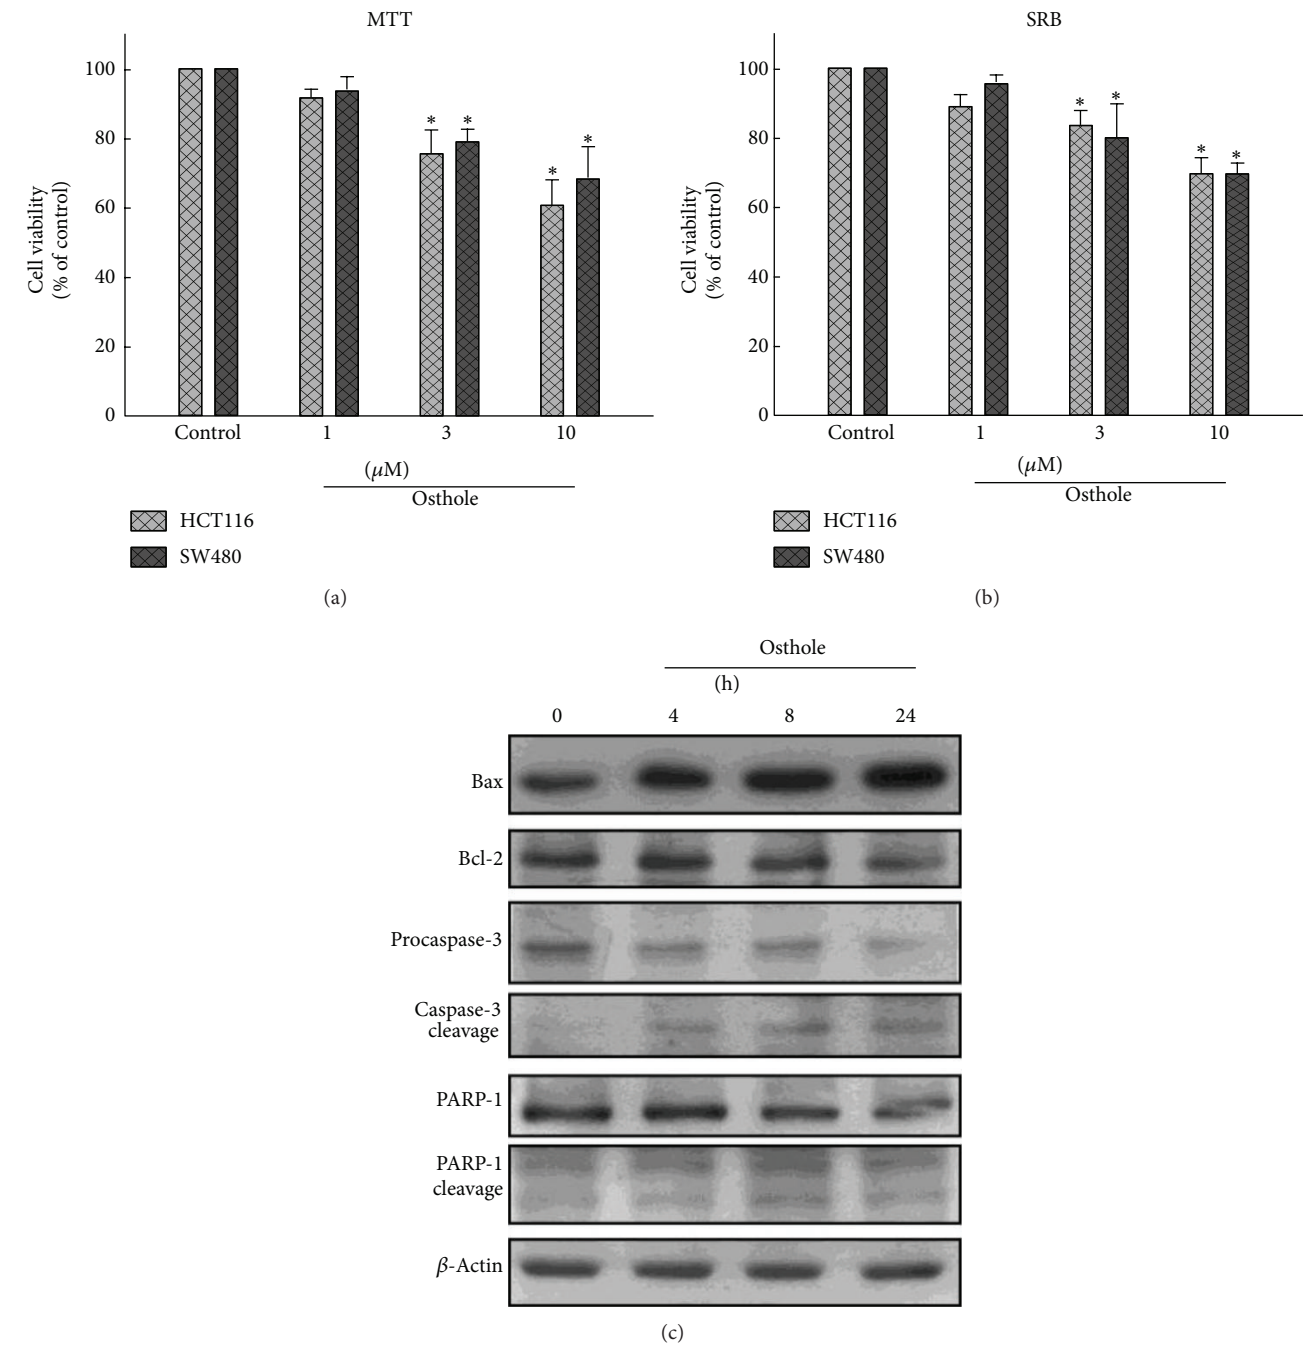 MTT
Cell viability
(% of control)
100
80
60
40
20
0
*
*
*
*
Control 1 3 10
(μM)
Osthole
HCT116
SW480
(a)
SRB
Cell viability
(% of control)
100
80
60
40
20
0
*
*
*
*
Control 1 3 10
(μM)
Osthole
HCT116
SW480
(b)
Osthole
(h)
0 4 8 24
Bax
Bcl-2
Procaspase-3
Caspase-3
cleavage
PARP-1
PARP-1
cleavage
β-Actin
(c)